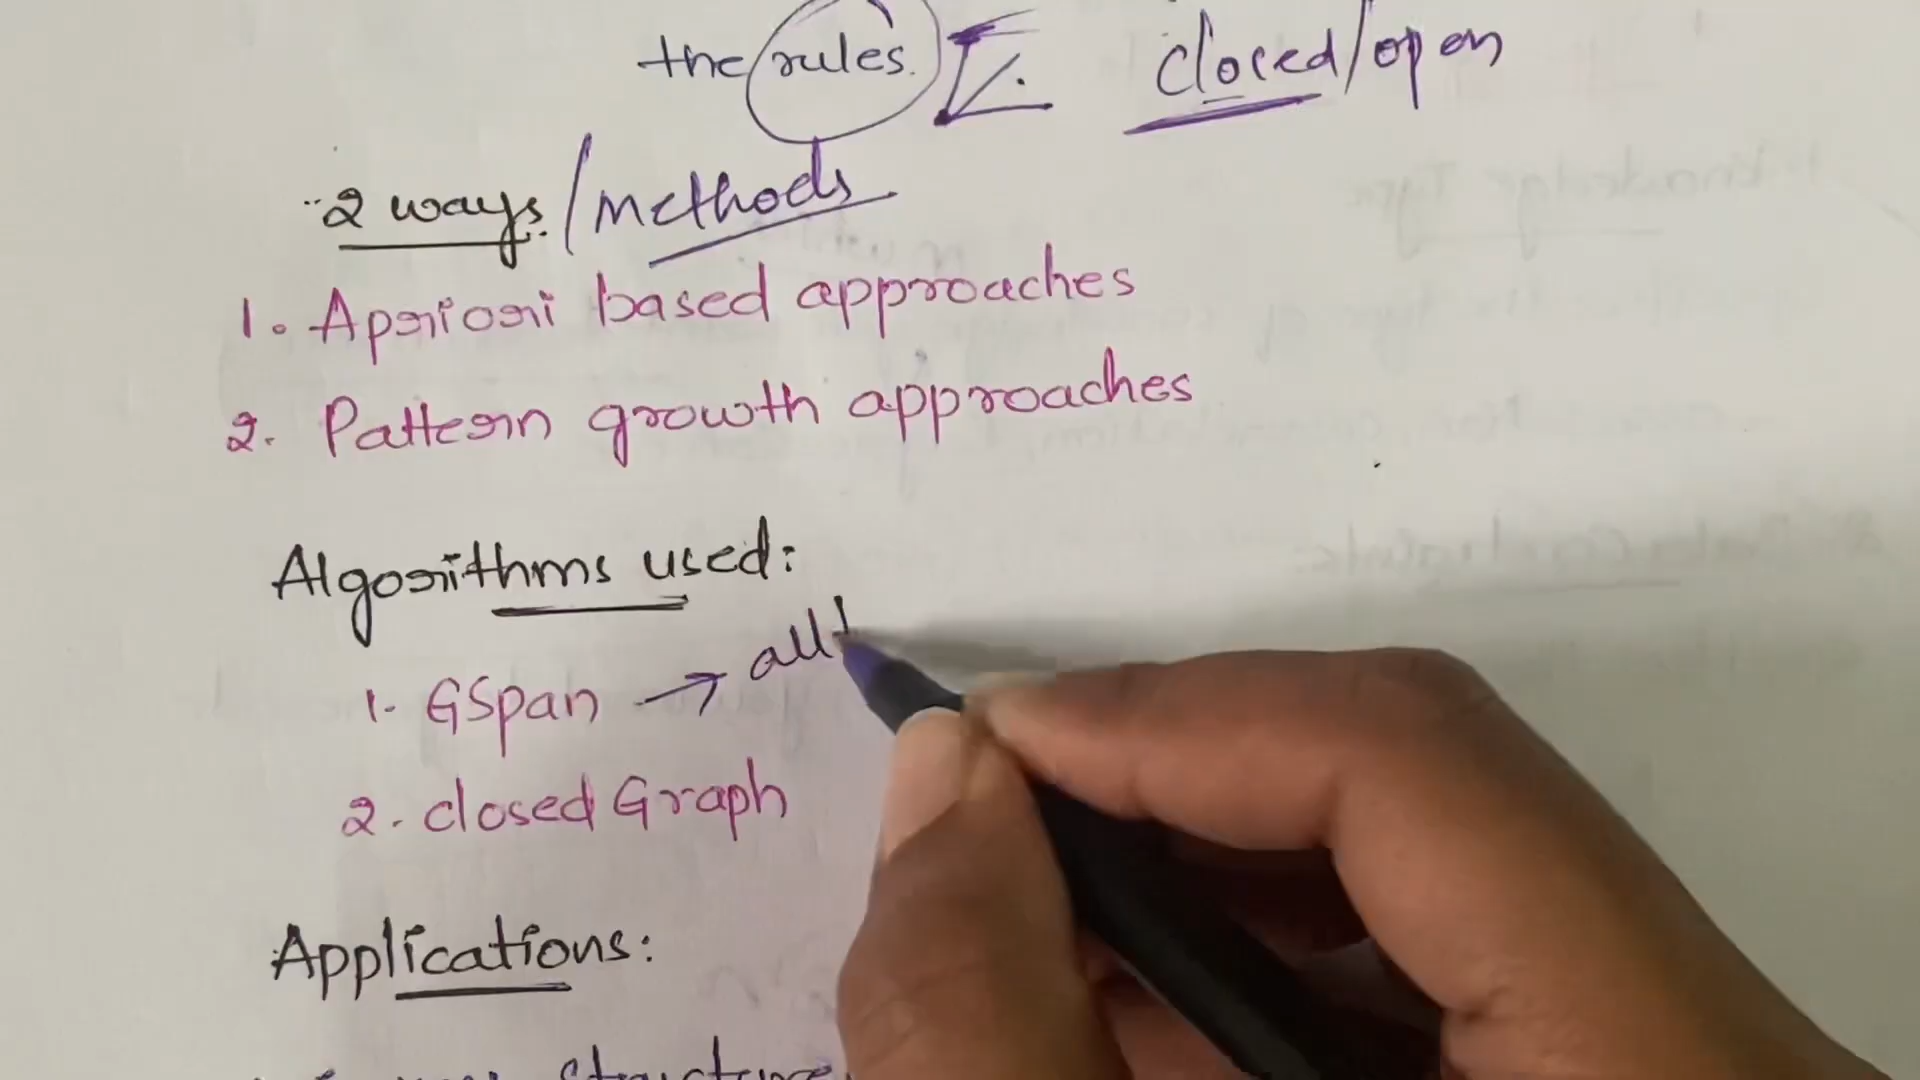 the rules. closed/open
2 ways/methods
1. Apriori based approaches
2. Pattern growth approaches
Algorithms used:
1. GSpan → all
2. closed Graph
Applications:
structure